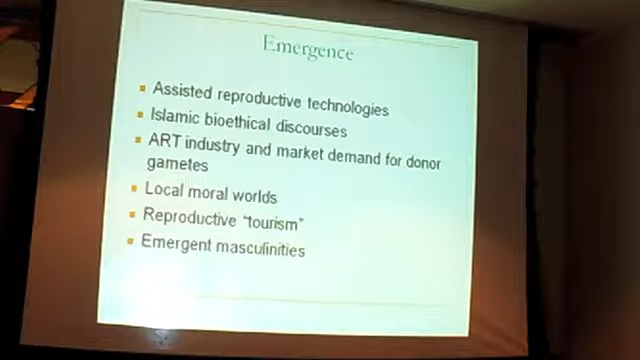 Emergence
Assisted reproductive technologies
Islamic bioethical discourses
ART industry and market demand for donor
gametes
Local moral worlds
Reproductive "tourism"
Emergent masculinities